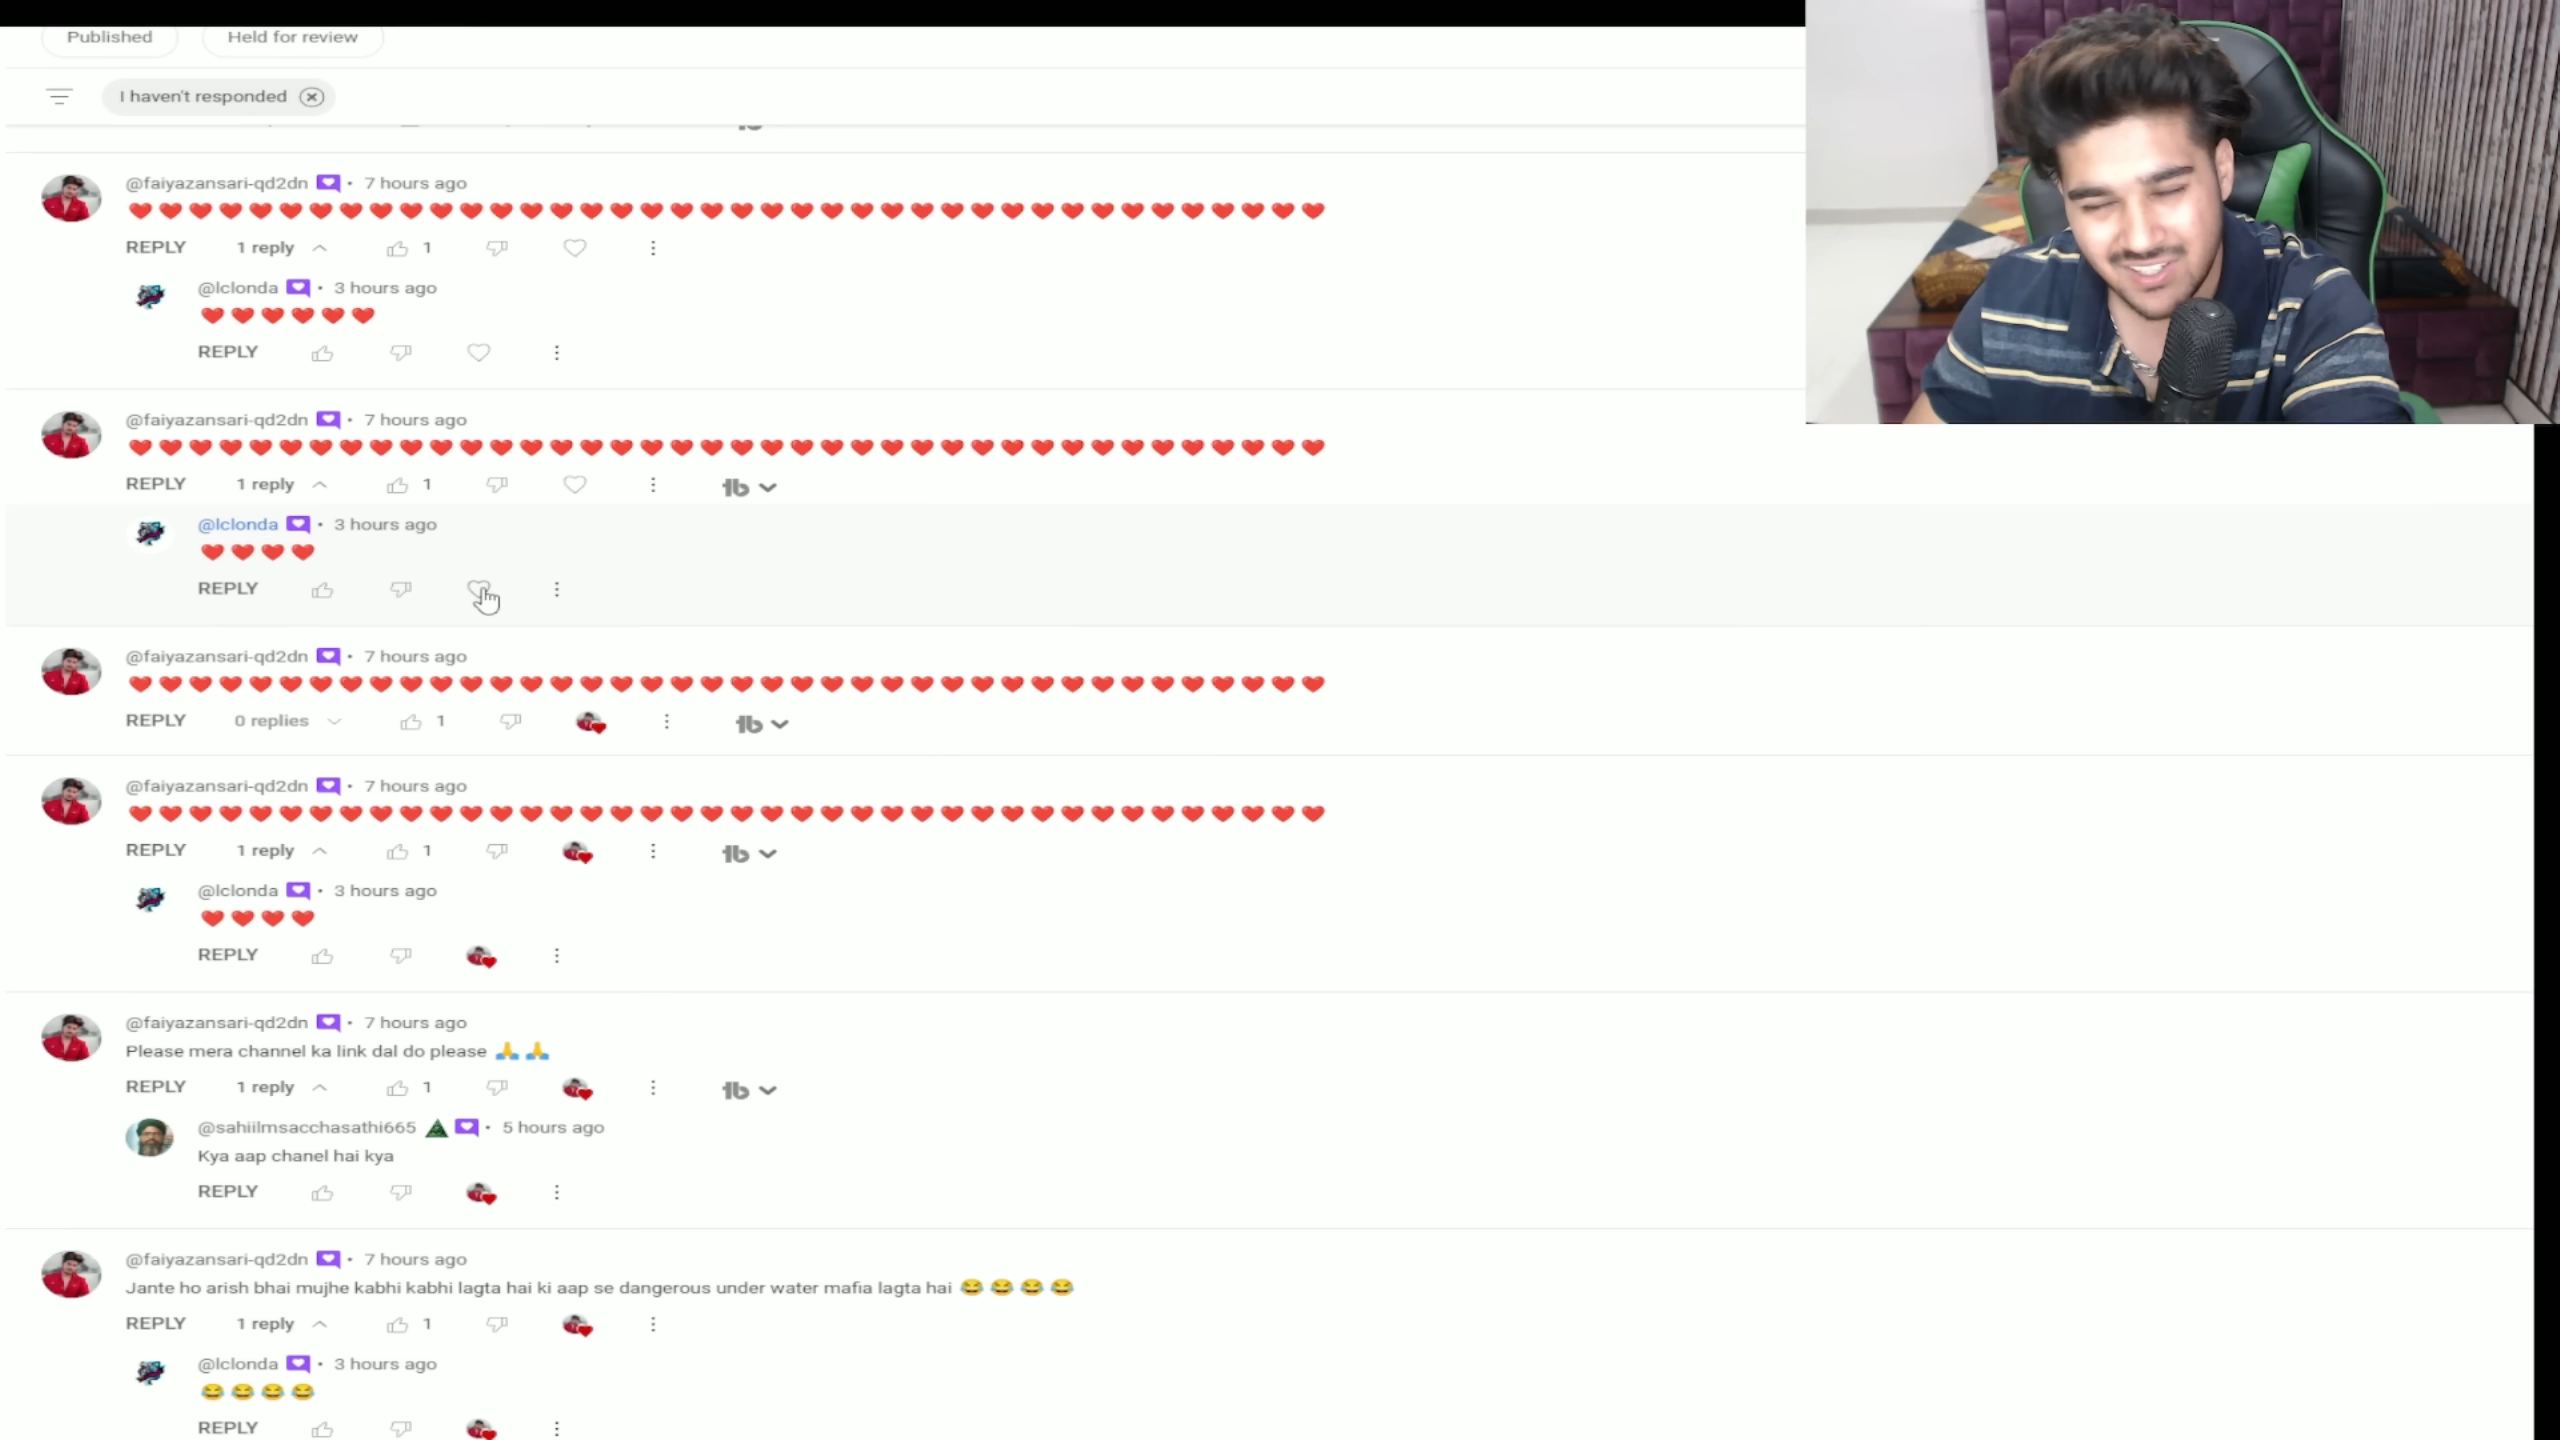 Published Held for review
I haven't responded
@faiyazansari-qd2dn • 7 hours ago
❤️❤️❤️❤️❤️❤️❤️❤️❤️❤️❤️❤️❤️❤️❤️❤️❤️❤️❤️❤️❤️❤️❤️❤️❤️❤️❤️❤️❤️❤️❤️❤️❤️❤️❤️❤️❤️❤️❤️❤️
REPLY 1 reply 1
@lclonda • 3 hours ago
❤️❤️❤️❤️❤️❤️
REPLY
@faiyazansari-qd2dn • 7 hours ago
❤️❤️❤️❤️❤️❤️❤️❤️❤️❤️❤️❤️❤️❤️❤️❤️❤️❤️❤️❤️❤️❤️❤️❤️❤️❤️❤️❤️❤️❤️❤️❤️❤️❤️❤️❤️❤️❤️❤️❤️
REPLY 1 reply 1 tb
@lclonda • 3 hours ago
❤️❤️❤️❤️
REPLY
@faiyazansari-qd2dn • 7 hours ago
❤️❤️❤️❤️❤️❤️❤️❤️❤️❤️❤️❤️❤️❤️❤️❤️❤️❤️❤️❤️❤️❤️❤️❤️❤️❤️❤️❤️❤️❤️❤️❤️❤️❤️❤️❤️❤️❤️❤️❤️
REPLY 0 replies 1 tb
@faiyazansari-qd2dn • 7 hours ago
❤️❤️❤️❤️❤️❤️❤️❤️❤️❤️❤️❤️❤️❤️❤️❤️❤️❤️❤️❤️❤️❤️❤️❤️❤️❤️❤️❤️❤️❤️❤️❤️❤️❤️❤️❤️❤️❤️❤️❤️
REPLY 1 reply 1 tb
@lclonda • 3 hours ago
❤️❤️❤️❤️
REPLY
@faiyazansari-qd2dn • 7 hours ago
Please mera channel ka link dal do please 🙏🙏
REPLY 1 reply 1 tb
@sahiilmsacchasathi665 • 5 hours ago
Kya aap chanel hai kya
REPLY
@faiyazansari-qd2dn • 7 hours ago
Jante ho arish bhai mujhe kabhi kabhi lagta hai ki aap se dangerous under water mafia lagta hai 😂😂😂😂
REPLY 1 reply 1
@lclonda • 3 hours ago
😂😂😂😂
REPLY